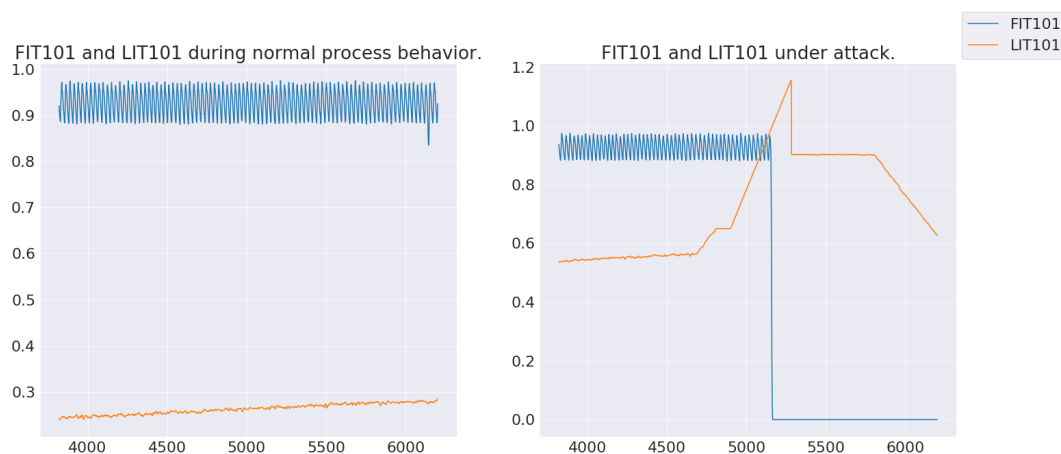 FIT101
LIT101
FIT101 and LIT101 during normal process behavior.
1.0
0.9
0.8
0.7
0.6
0.5
0.4
0.3
4000 4500 5000 5500 6000
FIT101 and LIT101 under attack.
1.2
1.0
0.8
0.6
0.4
0.2
0.0
4000 4500 5000 5500 6000